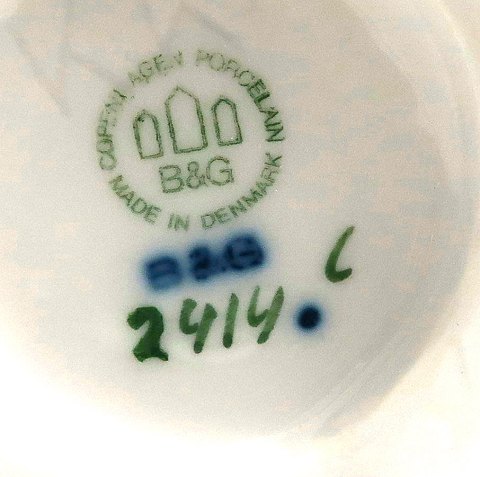 COPENHAGEN PORCELAIN
B&G
MADE IN DENMARK
B&G
2414.
C